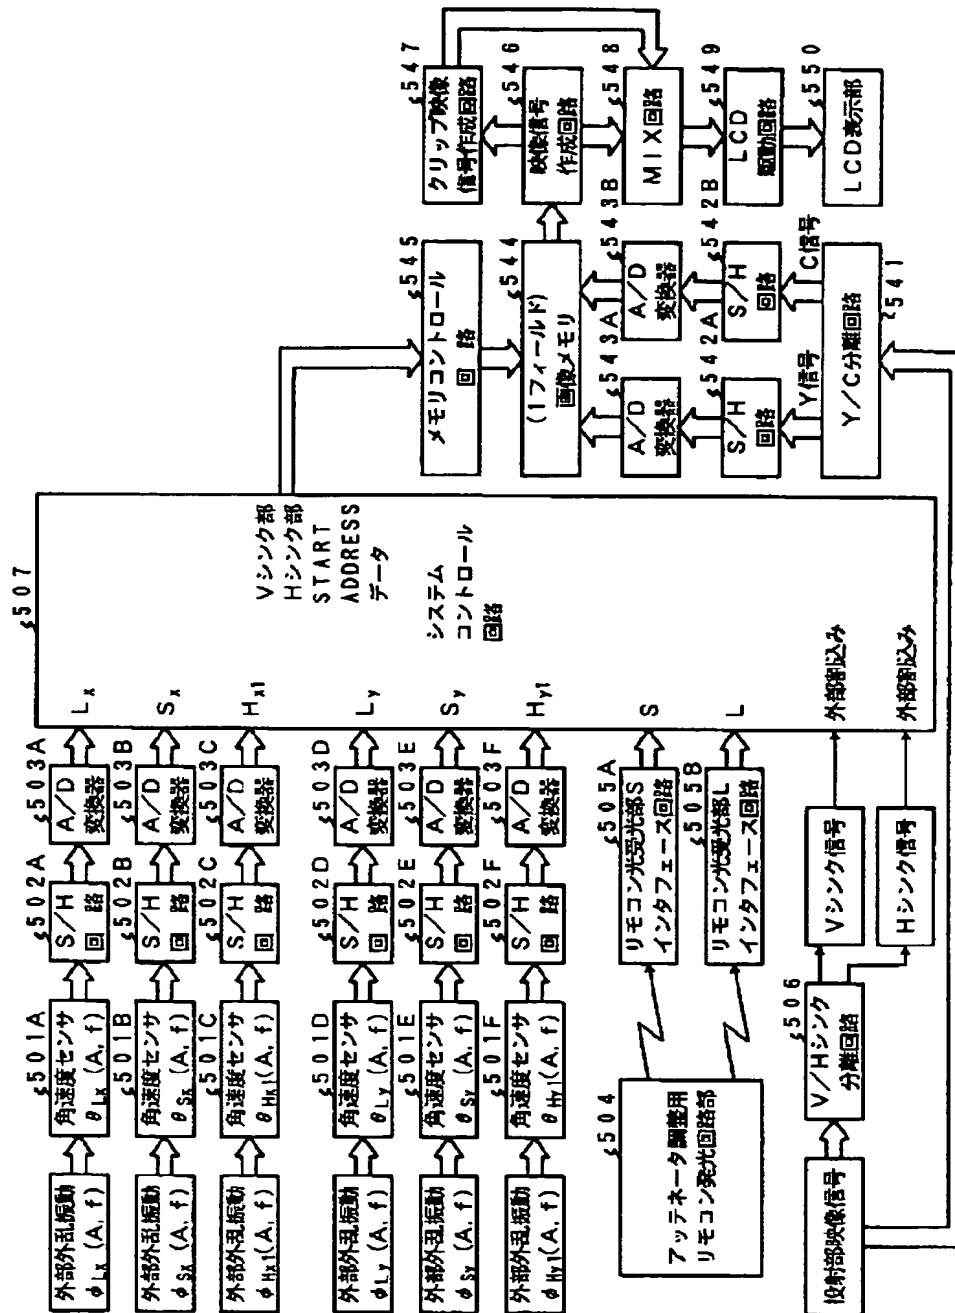 外部外乱振動
φLx (A, f)
501A
角速度センサ
θLx (A, f)
502A
S/H
回 路
503A
A/D
変換器
Lx
外部外乱振動
φSx (A, f)
501B
角速度センサ
θSx (A, f)
502B
S/H
回 路
503B
A/D
変換器
Sx
外部外乱振動
φHx1(A, f)
501C
角速度センサ
θHx1(A, f)
502C
S/H
回 路
503C
A/D
変換器
Hx1
外部外乱振動
φLy (A, f)
501D
角速度センサ
θLy (A, f)
502D
S/H
回 路
503D
A/D
変換器
Ly
外部外乱振動
φSy (A, f)
501E
角速度センサ
θSy (A, f)
502E
S/H
回 路
503E
A/D
変換器
Sy
外部外乱振動
φHy1(A, f)
501F
角速度センサ
θHy1(A, f)
502F
S/H
回 路
503F
A/D
変換器
Hy1
504
アッテネータ調整用
リモコン発光回路部
505A
リモコン光受光部S
インタフェース回路
S
505B
リモコン光受光部L
インタフェース回路
L
投射部映像信号
506
V/Hシンク
分離回路
Vシンク信号
外部割込み
Hシンク信号
外部割込み
507
Vシンク部
Hシンク部
START
ADDRESS
データ
システム
コントロール
回路
545
メモリコントロール
回 路
544
(1フィールド)
画像メモリ
543A
A/D
変換器
543B
A/D
変換器
542A
S/H
回路
542B
S/H
回路
Y信号
C信号
541
Y/C分離回路
547
クリップ映像
信号作成回路
546
映像信号
作成回路
548
MIX回路
549
LCD
駆動回路
550
LCD表示部